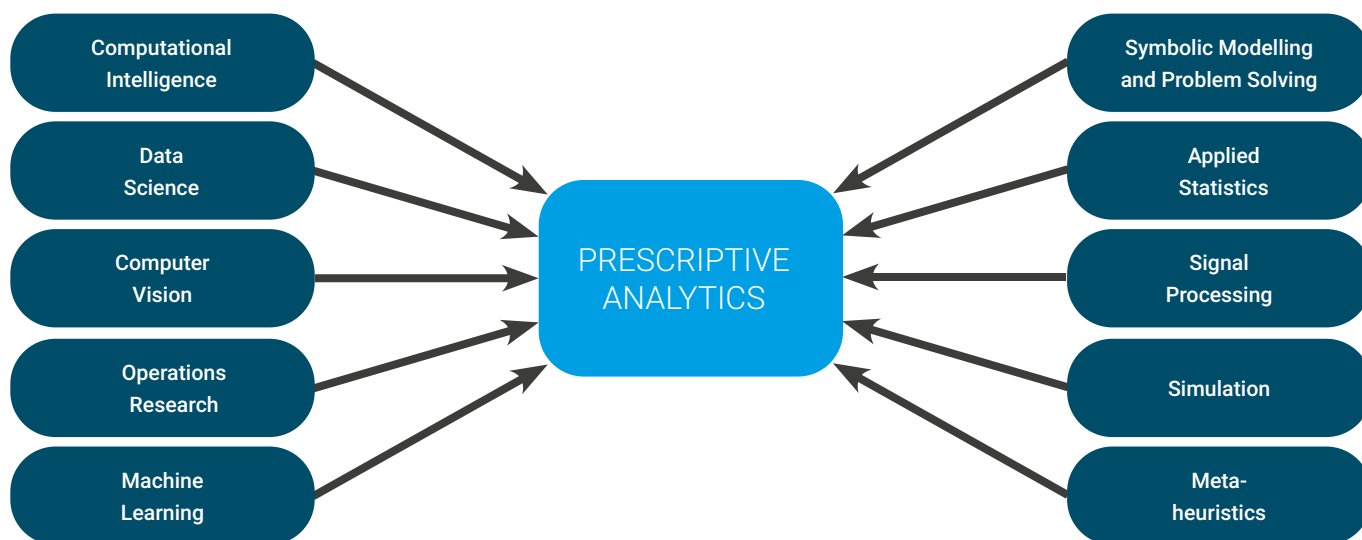 Computational
Intelligence
Data
Science
Computer
Vision
Operations
Research
Machine
Learning
PRESCRIPTIVE
ANALYTICS
Symbolic Modelling
and Problem Solving
Applied
Statistics
Signal
Processing
Simulation
Meta-
heuristics